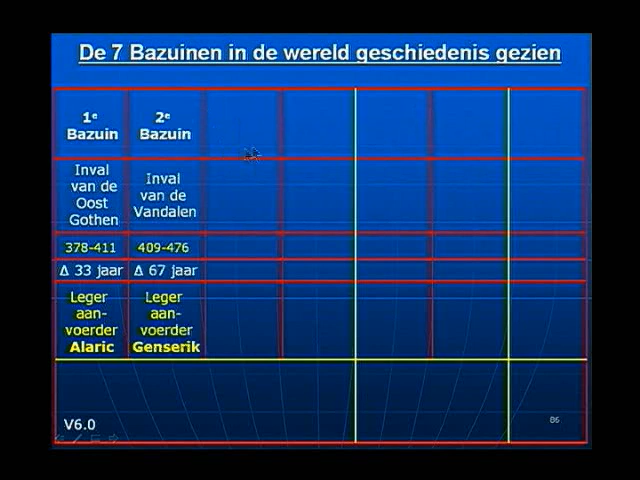 De 7 Bazuinen in de wereld geschiedenis gezien
1e
Bazuin
2e
Bazuin
Inval
van de
Oost
Gothen
Inval
van de
Vandalen
378-411
409-476
Δ 33 jaar
Δ 67 jaar
Leger
aan-
voerder
Alaric
Leger
aan-
voerder
Genserik
V6.0
86